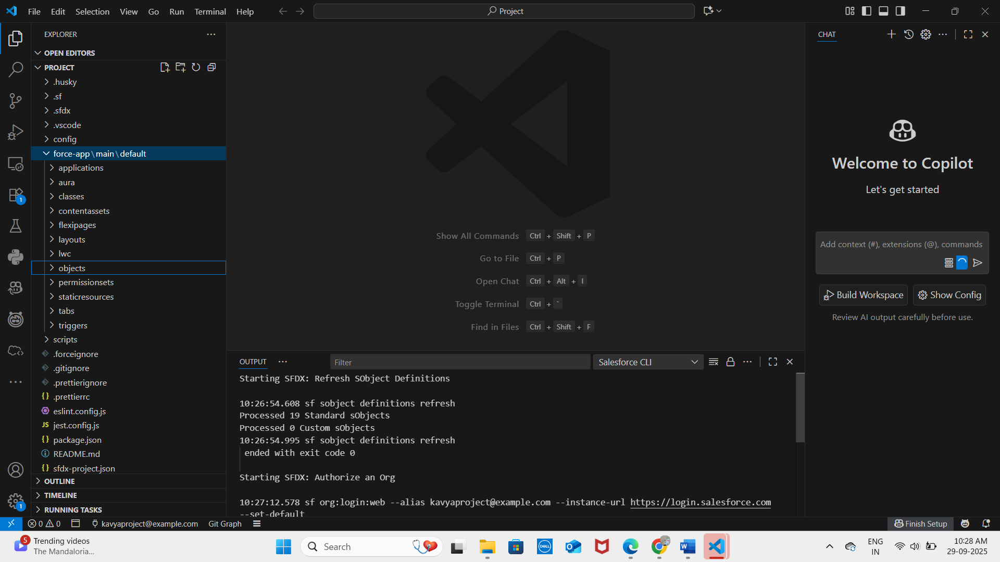 File Edit Selection View Go Run Terminal Help
Project
EXPLORER
OPEN EDITORS
PROJECT
.husky
.sf
.sfdx
.vscode
config
force-app\main\default
applications
aura
classes
contentassets
flexipages
layouts
lwc
objects
permissionsets
staticresources
tabs
triggers
scripts
.forceignore
.gitignore
.prettierignore
{} .prettierrc
eslint.config.js
JS jest.config.js
{} package.json
README.md
{} sfdx-project.json
OUTLINE
TIMELINE
RUNNING TASKS
1
1
Show All Commands Ctrl + Shift + P
Go to File Ctrl + P
Open Chat Ctrl + Alt + I
Toggle Terminal Ctrl + `
Find in Files Ctrl + Shift + F
OUTPUT
Filter
Salesforce CLI
Starting SFDX: Refresh SObject Definitions
10:26:54.608 sf sobject definitions refresh
Processed 19 Standard sObjects
Processed 0 Custom sObjects
10:26:54.995 sf sobject definitions refresh
ended with exit code 0
Starting SFDX: Authorize an Org
10:27:12.578 sf org:login:web --alias kavyaproject@example.com --instance-url https://login.salesforce.com
--set-default
CHAT
Welcome to Copilot
Let's get started
Add context (#), extensions (@), commands
Build Workspace Show Config
Review AI output carefully before use.
0 0 kavyaproject@example.com Git Graph
Finish Setup
5
Trending videos
The Mandaloria...
Search
DELL
ENG
IN
10:28 AM
29-09-2025